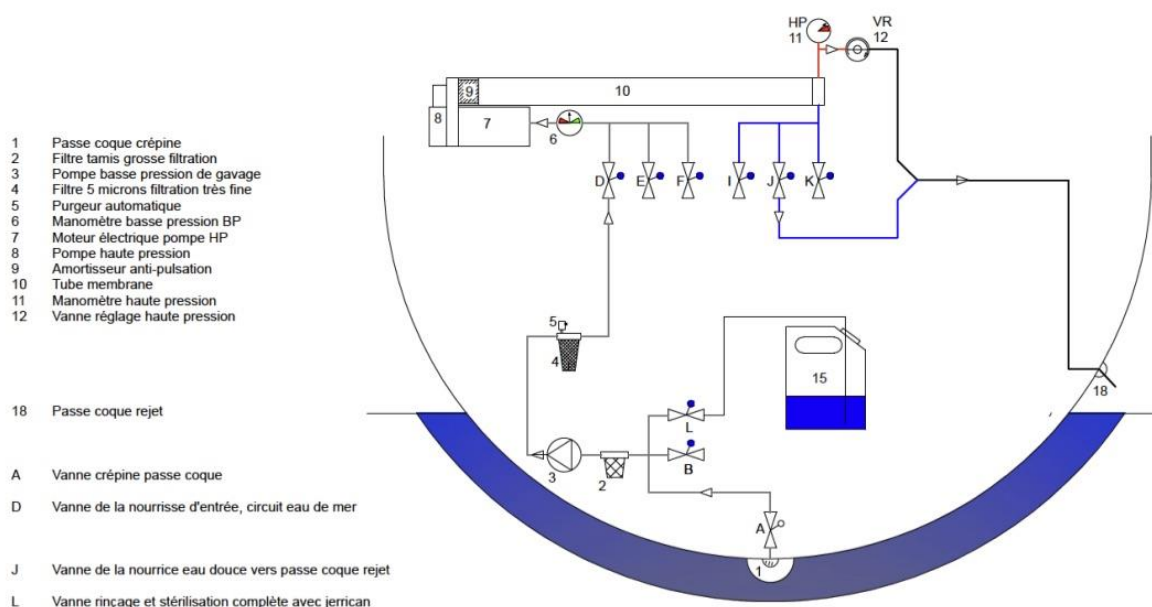 HP
11
VR
12
9
10
8
7
6
D
E
F
I
J
K
1 Passe coque crépine
2 Filtre tamis grosse filtration
3 Pompe basse pression de gavage
4 Filtre 5 microns filtration très fine
5 Purgeur automatique
6 Manomètre basse pression BP
7 Moteur électrique pompe HP
8 Pompe haute pression
9 Amortisseur anti-pulsation
10 Tube membrane
11 Manomètre haute pression
12 Vanne réglage haute pression
5
4
15
18
18 Passe coque rejet
L
B
3
2
A
1
A Vanne crépine passe coque
D Vanne de la nourrisse d'entrée, circuit eau de mer
J Vanne de la nourrice eau douce vers passe coque rejet
L Vanne rinçage et stérilisation complète avec jerrican